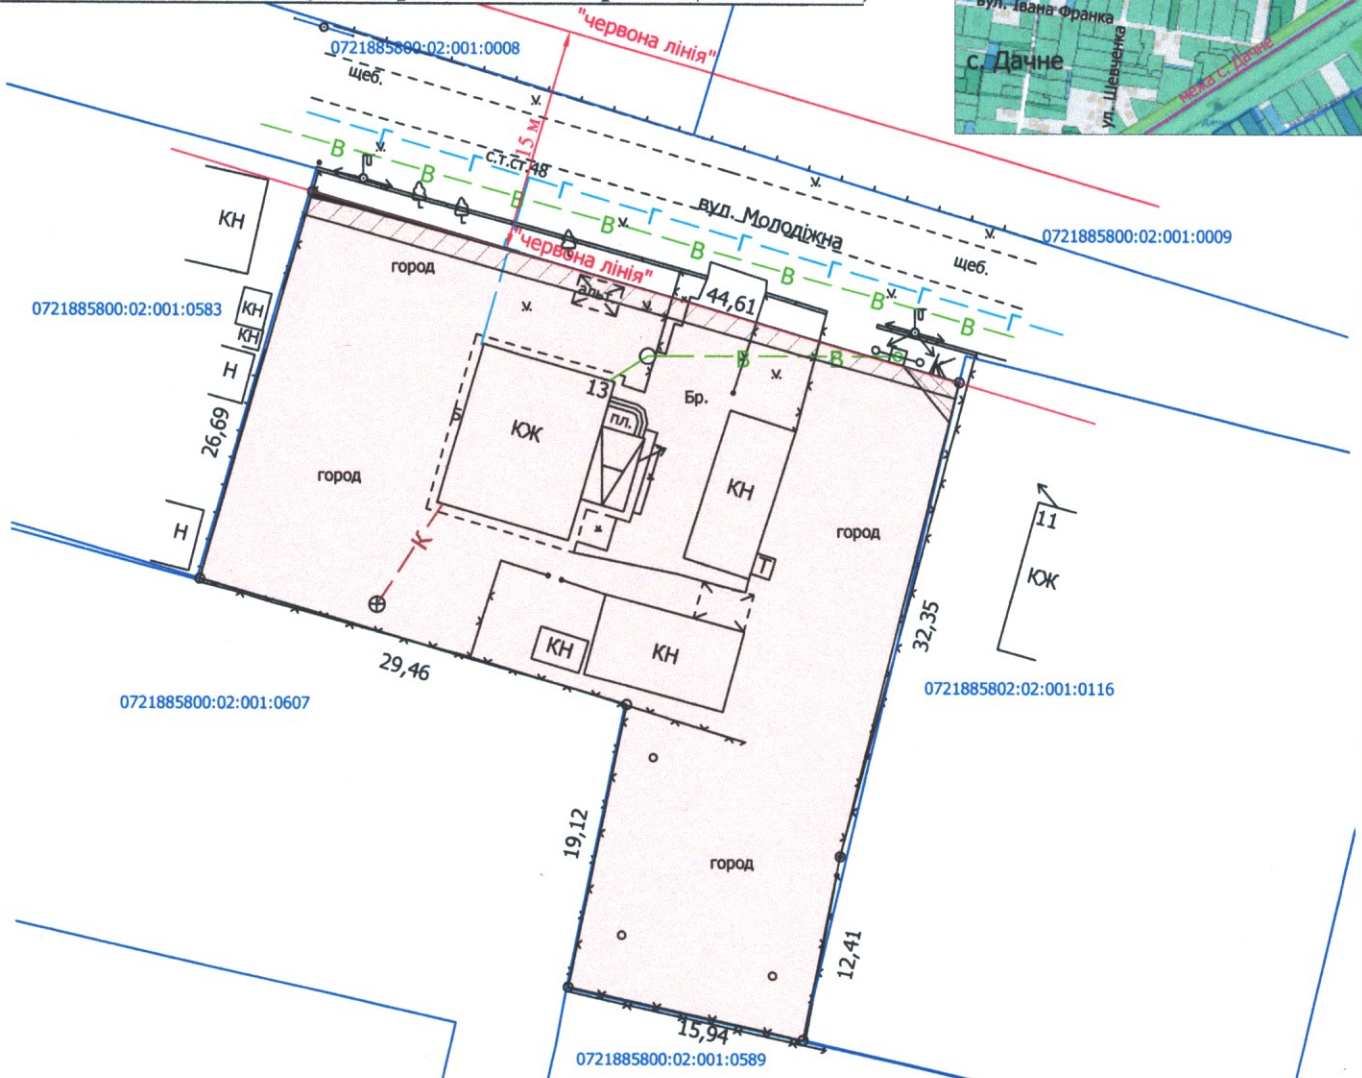 вул. Івана Франка
"червона лінія"
0721885800:02:001:0008
с. Дачне
ул. Шевченка
межа с. Дачне
щеб.
15 м
Г
В
с.т.ст.48
Г
В
Г
В
вул. Молодіжна
КН
Г
В
Г
0721885800:02:001:0009
"червона лінія"
В
щеб.
город
Г
В
альт.
44,61
Г
В
0721885800:02:001:0583
КН
Г
В
КН
В
В
К
Н
13
Бр.
Б
пл.
26,69
КЖ
город
КН
город
11
Н
К
Т
КЖ
32,35
КН
КН
29,46
0721885800:02:001:0607
0721885802:02:001:0116
19,12
город
12,41
15,94
0721885800:02:001:0589